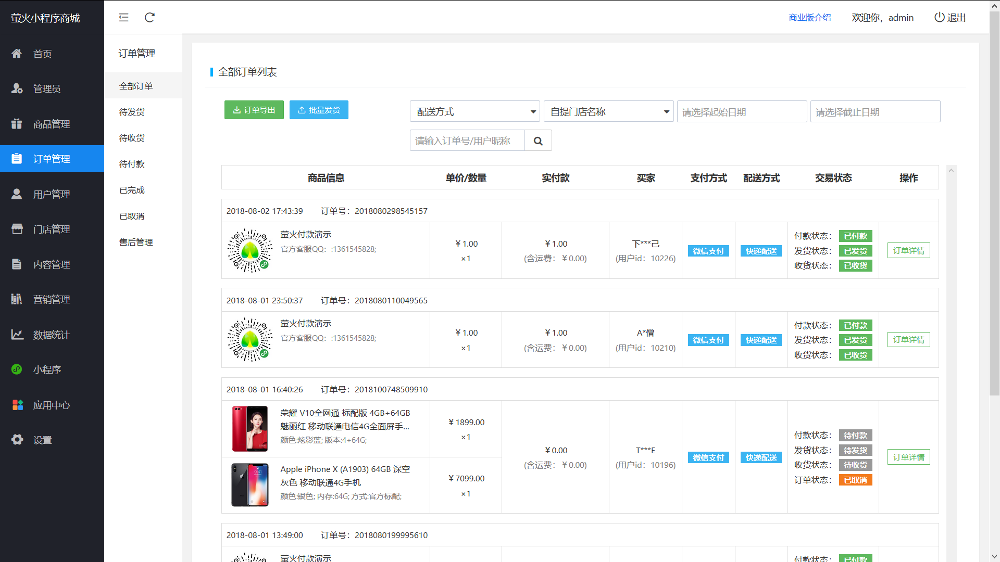 萤火小程序商城
商业版介绍
欢迎你，admin
退出
首页
管理员
商品管理
订单管理
用户管理
门店管理
内容管理
营销管理
数据统计
小程序
应用中心
设置
订单管理
全部订单
待发货
待收货
待付款
已完成
已取消
售后管理
全部订单列表
订单导出
批量发货
配送方式
自提门店名称
请选择起始日期
请选择截止日期
请输入订单号/用户昵称
商品信息 单价/数量 实付款 买家 支付方式 配送方式 交易状态 操作
2018-08-02 17:43:39 订单号：2018080298545157
萤火付款演示
官方客服QQ：:1361545828;
￥1.00
×1
￥1.00
(含运费：￥0.00)
下***己
(用户id：10226)
微信支付
快递配送
付款状态： 已付款
发货状态： 已发货
收货状态： 已收货
订单详情
2018-08-01 23:50:37 订单号：2018080110049565
萤火付款演示
官方客服QQ：:1361545828;
￥1.00
×1
￥1.00
(含运费：￥0.00)
A*僧
(用户id：10210)
微信支付
快递配送
付款状态： 已付款
发货状态： 已发货
收货状态： 已收货
订单详情
2018-08-01 16:40:26 订单号：2018100748509910
荣耀 V10全网通 标配版 4GB+64GB
魅丽红 移动联通电信4G全面屏手...
颜色:炫影蓝; 版本:4+64G;
￥1899.00
×1
Apple iPhone X (A1903) 64GB 深空
灰色 移动联通4G手机
颜色:银色; 内存:64G; 方式:官方标配;
￥7099.00
×1
￥0.00
(含运费：￥0.00)
T***E
(用户id：10196)
微信支付
快递配送
付款状态： 待付款
发货状态： 待发货
收货状态： 待收货
订单状态： 已取消
订单详情
2018-08-01 13:49:00 订单号：2018080199995610
萤火付款演示
付款状态： 已付款